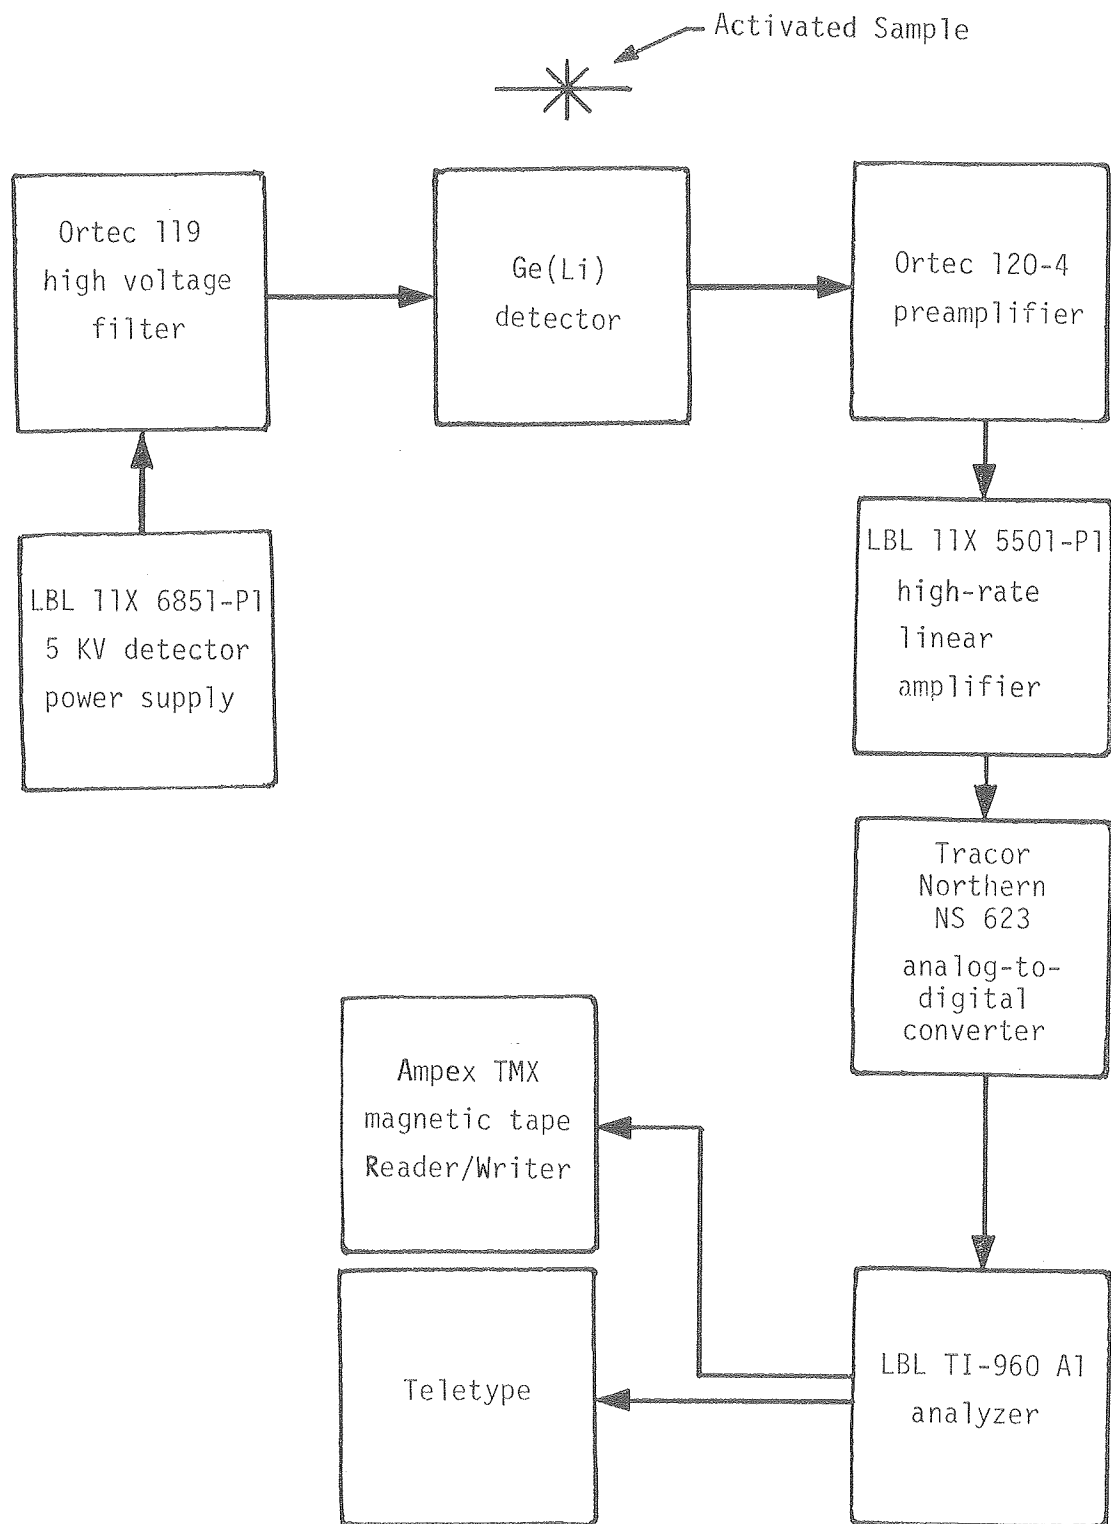 Activated Sample
Ortec 119
high voltage
filter
Ge(Li)
detector
Ortec 120-4
preamplifier
LBL 11X 6851-P1
5 KV detector
power supply
LBL 11X 5501-P1
high-rate
linear
amplifier
Tracor
Northern
NS 623
analog-to-
digital
converter
Ampex TMX
magnetic tape
Reader/Writer
Teletype
LBL TI-960 A1
analyzer